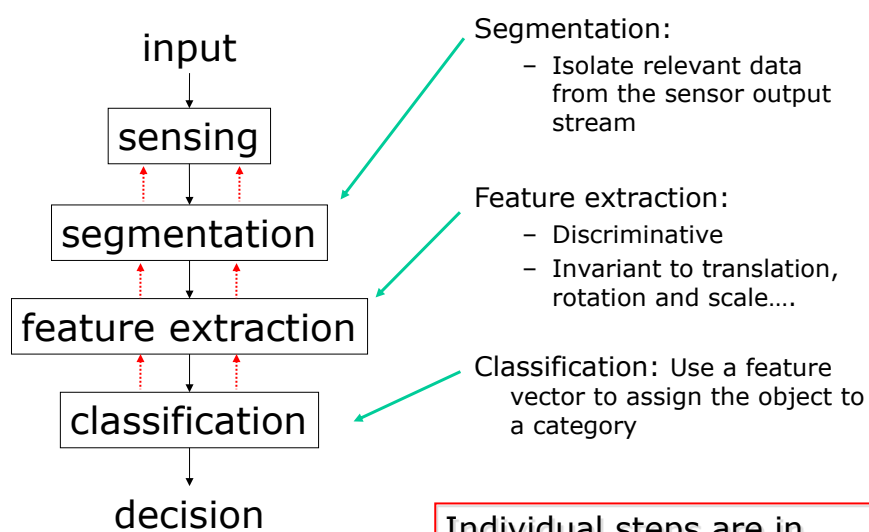 input
sensing
segmentation
feature extraction
classification
decision
Segmentation:
– Isolate relevant data
from the sensor output
stream
Feature extraction:
– Discriminative
– Invariant to translation,
rotation and scale….
Classification: Use a feature
vector to assign the object to
a category
Individual steps are in